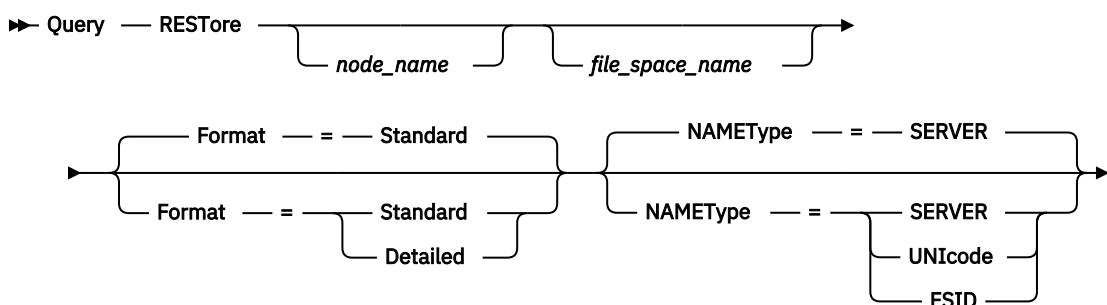 Query RESTore
node_name file_space_name
Format = Standard NAMEType = SERVER
Format = Standard NAMEType = SERVER
Detailed UNIcode
FSID